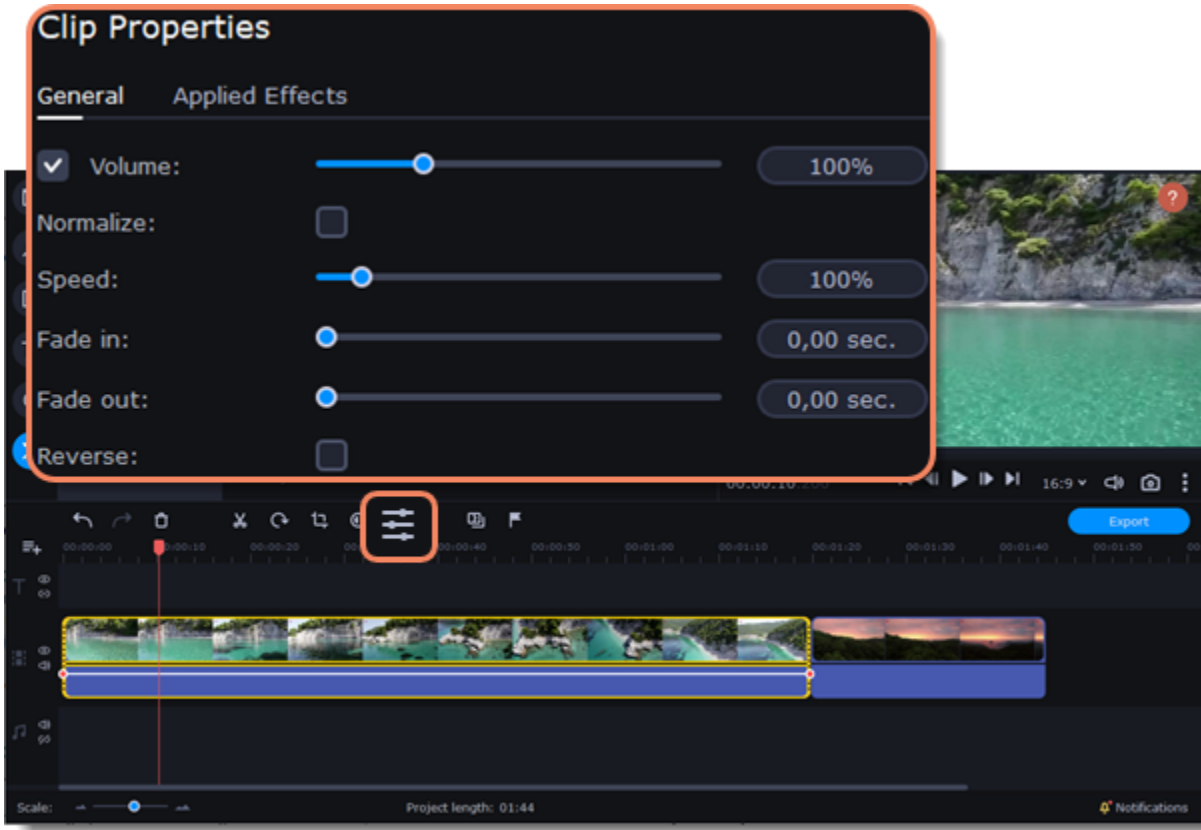 Clip Properties
General Applied Effects
Volume: 100%
Normalize:
Speed: 100%
Fade in: 0,00 sec.
Fade out: 0,00 sec.
Reverse:
?
16:9
Export
00:00:00 00:00:20 00:00:40 00:00:50 00:01:00 00:01:10 00:01:20 00:01:30 00:01:40 00:01:50
T
Scale: Project length: 01:44 Notifications